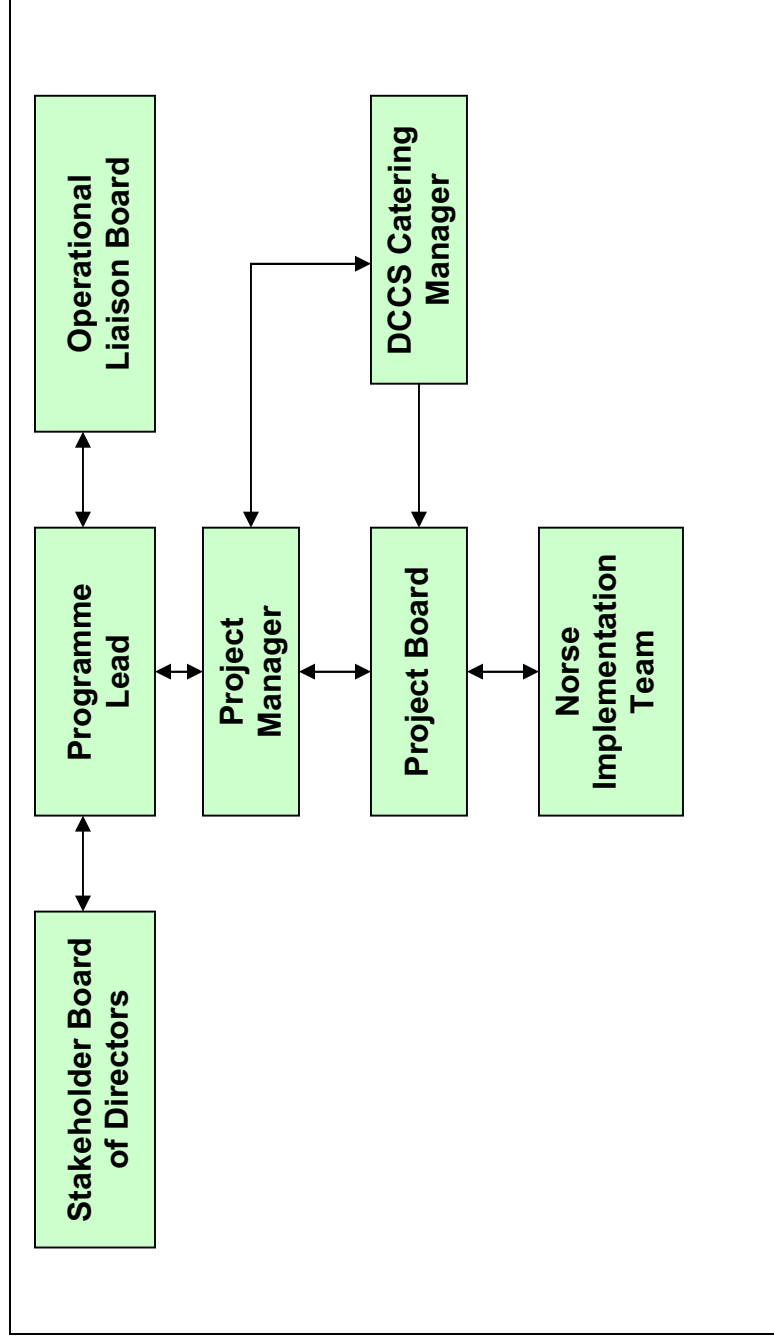 Stakeholder Board
of Directors
Programme
Lead
Operational
Liaison Board
Project
Manager
Project Board
DCCS Catering
Manager
Norse
Implementation
Team